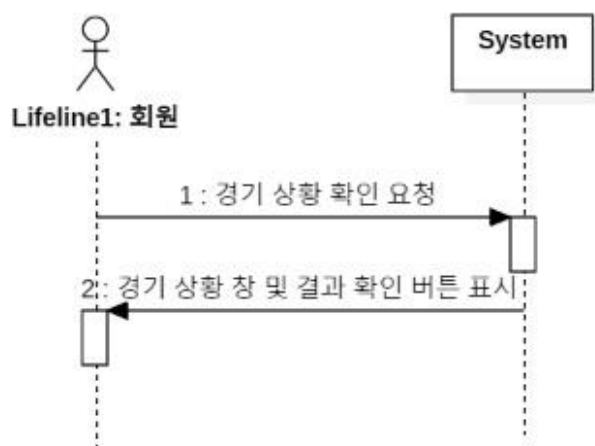 System
Lifeline1: 회원
1 : 경기 상황 확인 요청
2 : 경기 상황 창 및 결과 확인 버튼 표시